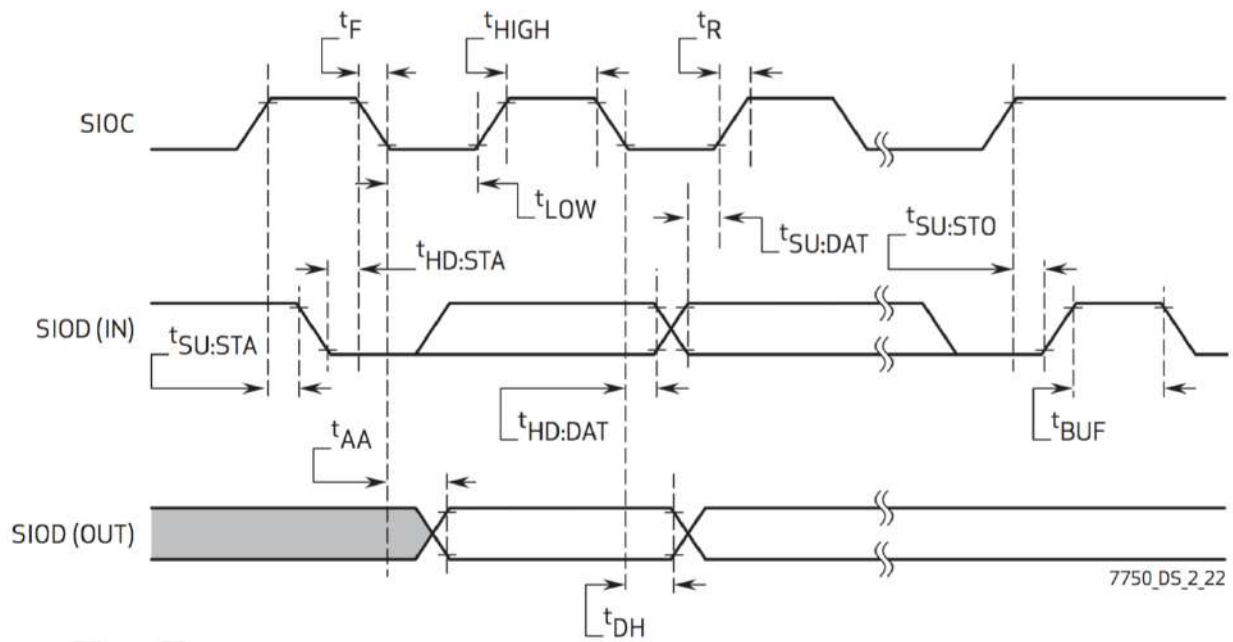 tF
tHIGH
tR
SIOC
tLOW
tSU:DAT
tSU:STO
tHD:STA
SIOD (IN)
tSU:STA
tHD:DAT
tBUF
tAA
SIOD (OUT)
7750_DS_2_22
tDH